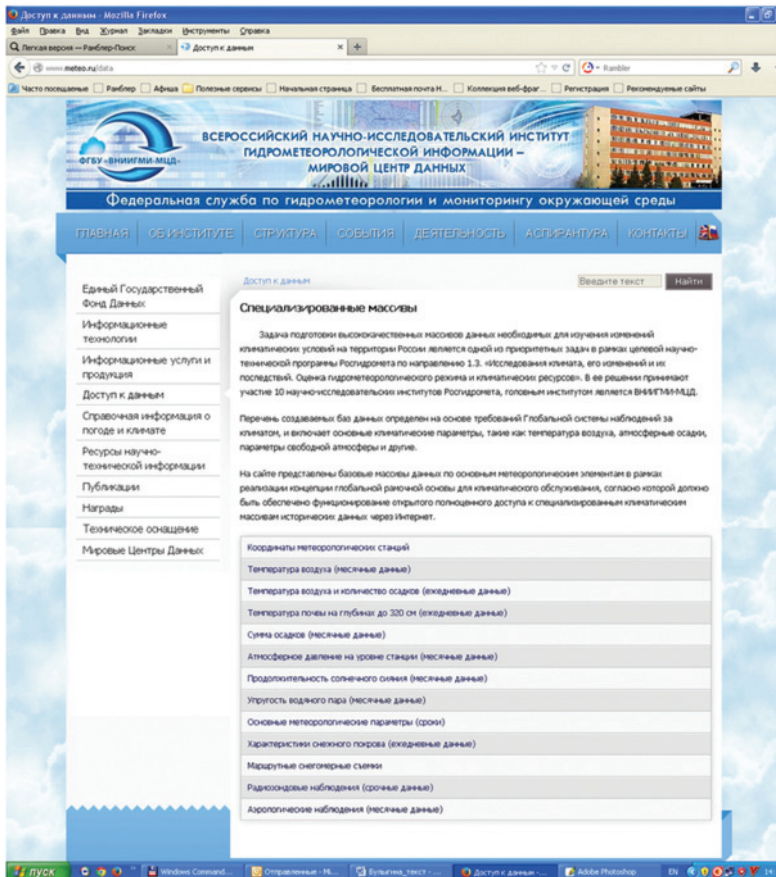 Доступ к данным - Mozilla Firefox
Файл Правка Вид Журнал Закладки Инструменты Справка
Легкая версия — Рамблер-Поиск
Доступ к данным
www.meteo.ru/data
Rambler
Часто посещаемые Рамблер Афиша Полезные сервисы Начальная страница Бесплатная почта H... Коллекция веб-фраг... Регистрация Рекомендуемые сайты
ФГБУ «ВНИИГМИ-МЦД»
ВСЕРОССИЙСКИЙ НАУЧНО-ИССЛЕДОВАТЕЛЬСКИЙ ИНСТИТУТ
ГИДРОМЕТЕОРОЛОГИЧЕСКОЙ ИНФОРМАЦИИ –
МИРОВОЙ ЦЕНТР ДАННЫХ
Федеральная служба по гидрометеорологии и мониторингу окружающей среды
ГЛАВНАЯ ОБ ИНСТИТУТЕ СТРУКТУРА СОБЫТИЯ ДЕЯТЕЛЬНОСТЬ АСПИРАНТУРА КОНТАКТЫ
Единый Государственный
Фонд Данных
Информационные
технологии
Информационные услуги и
продукция
Доступ к данным
Справочная информация о
погоде и климате
Ресурсы научно-
технической информации
Публикации
Награды
Техническое оснащение
Мировые Центры Данных
Доступ к данным
Введите текст Найти
Специализированные массивы
Задача подготовки высококачественных массивов данных необходимых для изучения изменений
климатических условий на территории России является одной из приоритетных задач в рамках целевой научно-
технической программы Росгидромета по направлению 1.3. «Исследования климата, его изменений и их
последствий. Оценка гидрометеорологического режима и климатических ресурсов». В ее решении принимают
участие 10 научно-исследовательских институтов Росгидромета, головным институтом является ВНИИГМИ-МЦД.
Перечень создаваемых баз данных определен на основе требований Глобальной системы наблюдений за
климатом, и включает основные климатические параметры, такие как температура воздуха, атмосферные осадки,
параметры свободной атмосферы и другие.
На сайте представлены базовые массивы данных по основным метеорологическим элементам в рамках
реализации концепции глобальной рамочной основы для климатического обслуживания, согласно которой должно
быть обеспечено функционирование открытого полноценного доступа к специализированным климатическим
массивам исторических данных через Интернет.
Координаты метеорологических станций
Температура воздуха (месячные данные)
Температура воздуха и количество осадков (ежедневные данные)
Температура почвы на глубинах до 320 см (ежедневные данные)
Сумма осадков (месячные данные)
Атмосферное давление на уровне станции (месячные данные)
Продолжительность солнечного сияния (месячные данные)
Упругость водяного пара (месячные данные)
Основные метеорологические параметры (сроки)
Характеристики снежного покрова (ежедневные данные)
Маршрутные снегомерные съемки
Радиозондовые наблюдения (срочные данные)
Аэрологические наблюдения (месячные данные)
пуск Windows Command... Отправленные - Mi... Булыгина_текст - ... Доступ к данным -... Adobe Photoshop EN 14